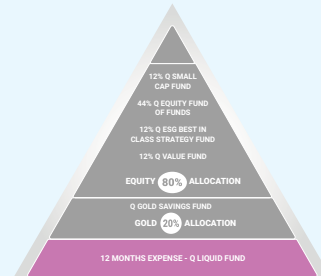 12% Q SMALL
CAP FUND
44% Q EQUITY FUND
OF FUNDS
12% Q ESG BEST IN
CLASS STRATEGY FUND
12% Q VALUE FUND
EQUITY 80% ALLOCATION
Q GOLD SAVINGS FUND
GOLD 20% ALLOCATION
12 MONTHS EXPENSE - Q LIQUID FUND